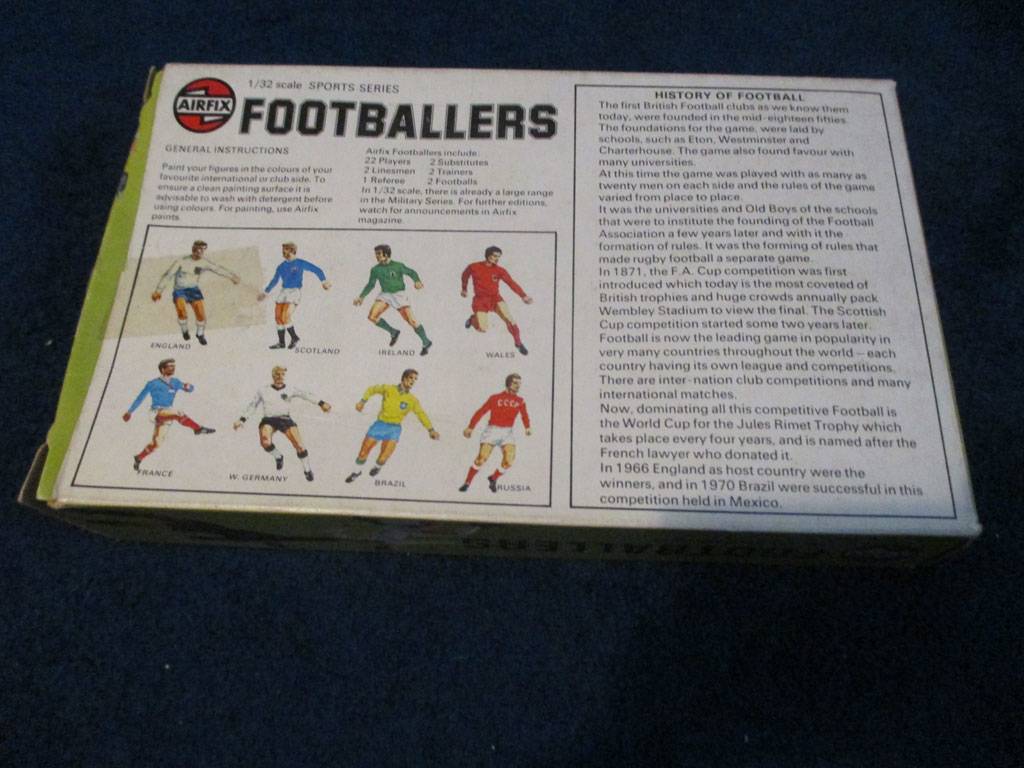 1/32 scale SPORTS SERIES
AIRFIX
FOOTBALLERS
GENERAL INSTRUCTIONS
Paint your figures in the colours of your
favourite international or club side. To
ensure a clean painting surface it is
advisable to wash with detergent before
using colours. For painting, use Airfix
paints.
Airfix Footballers include:
22 Players 2 Substitutes
2 Linesmen 2 Trainers
1 Referee 2 Footballs
In 1/32 scale, there is already a large range
in the Military Series. For further editions,
watch for announcements in Airfix
magazine.
ENGLAND
SCOTLAND
IRELAND
WALES
CCCP
FRANCE
W. GERMANY
BRAZIL
RUSSIA
HISTORY OF FOOTBALL
The first British Football clubs as we know them
today, were founded in the mid-eighteen fifties.
The foundations for the game, were laid by
schools, such as Eton, Westminster and
Charterhouse. The game also found favour with
many universities.
At this time the game was played with as many as
twenty men on each side and the rules of the game
varied from place to place.
It was the universities and Old Boys of the schools
that were to institute the founding of the Football
Association a few years later and with it the
formation of rules. It was the forming of rules that
made rugby football a separate game.
In 1871, the F.A. Cup competition was first
introduced which today is the most coveted of
British trophies and huge crowds annually pack
Wembley Stadium to view the final. The Scottish
Cup competition started some two years later.
Football is now the leading game in popularity in
very many countries throughout the world – each
country having its own league and competitions.
There are inter-nation club competitions and many
international matches.
Now, dominating all this competitive Football is
the World Cup for the Jules Rimet Trophy which
takes place every four years, and is named after the
French lawyer who donated it.
In 1966 England as host country were the
winners, and in 1970 Brazil were successful in this
competition held in Mexico.
FOOTBALLERS